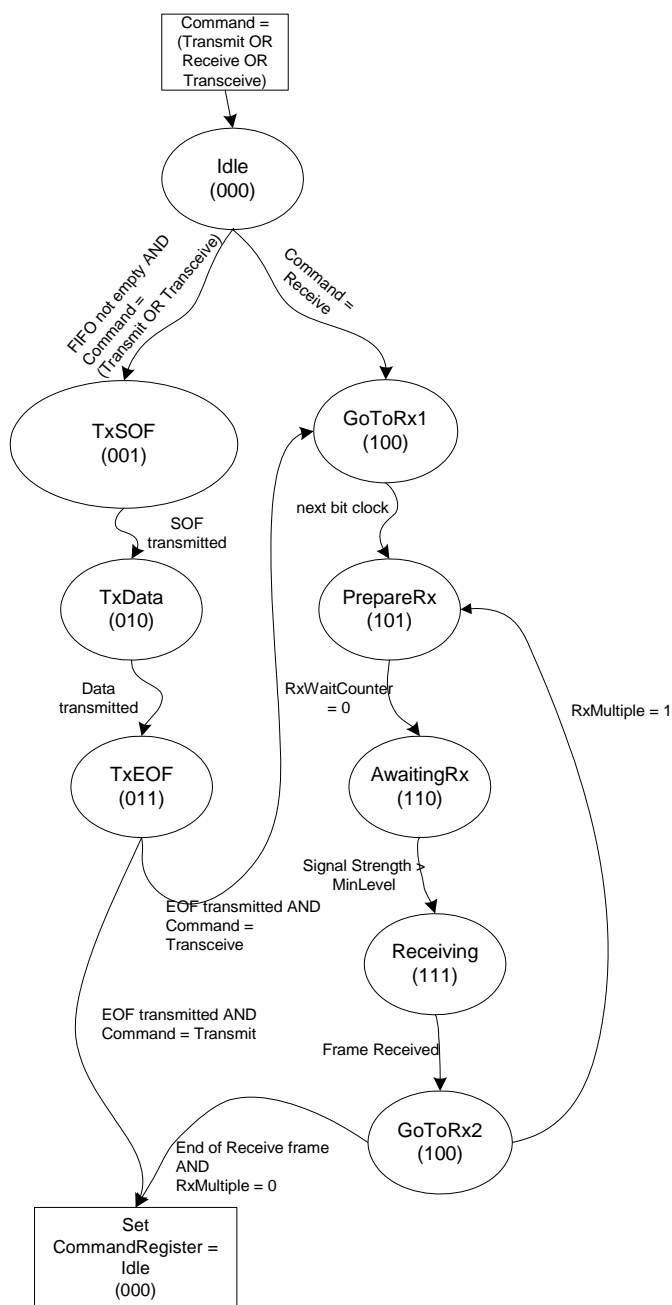 Command =
(Transmit OR
Receive OR
Transceive)
Idle
(000)
FIFO not empty AND
Command =
(Transmit OR Transceive)
Command =
Receive
TxSOF
(001)
GoToRx1
(100)
SOF
transmitted
next bit clock
TxData
(010)
PrepareRx
(101)
Data
transmitted
RxWaitCounter
= 0
RxMultiple = 1
TxEOF
(011)
AwaitingRx
(110)
Signal Strength >
MinLevel
EOF transmitted AND
Command =
Transceive
Receiving
(111)
EOF transmitted AND
Command = Transmit
Frame Received
GoToRx2
(100)
End of Receive frame
AND
RxMultiple = 0
Set
CommandRegister =
Idle
(000)